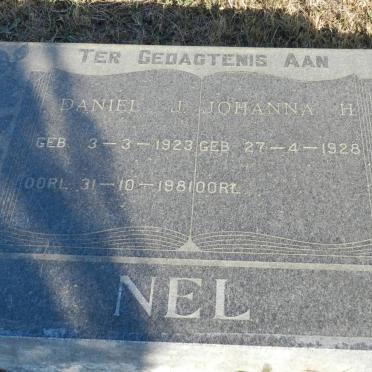 TER GEDAGTENIS AAN
DANIEL J. JOHANNA H
GEB 3-3-1923 GEB 27-4-1928
OORL 31-10-1981 OORL
NEL